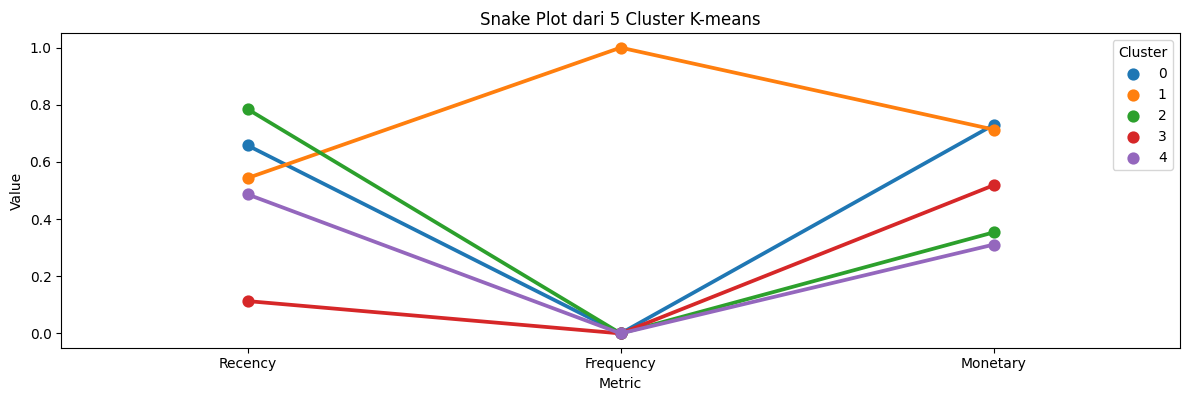 Snake Plot dari 5 Cluster K-means
1.0
0.8
0.6
0.4
0.2
0.0
Value
Recency
Frequency
Monetary
Metric
Cluster
0
1
2
3
4